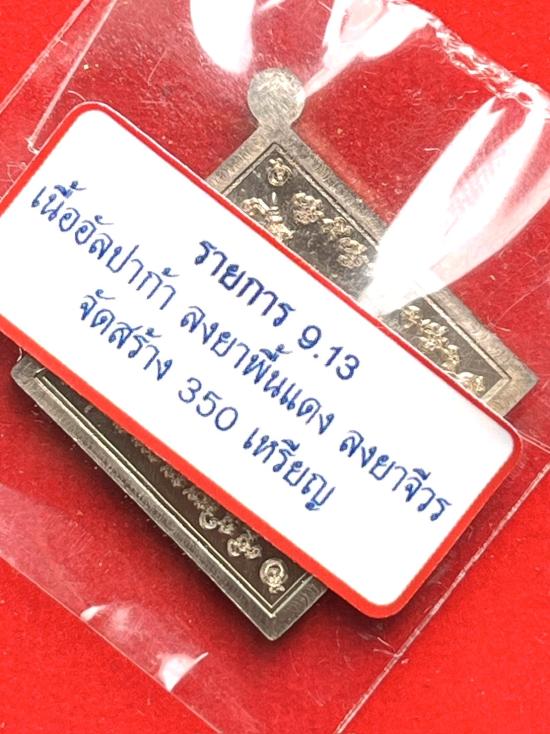 รายการ 9.13
เนื้ออัลปาก้า ลงยาพื้นแดง ลงยาจีวร
จัดสร้าง 350 เหรียญ